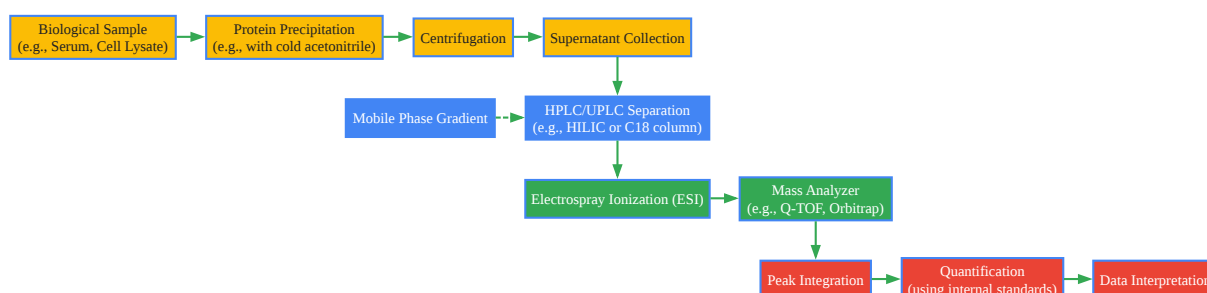 Biological Sample
(e.g., Serum, Cell Lysate)
Protein Precipitation
(e.g., with cold acetonitrile)
Centrifugation
Supernatant Collection
Mobile Phase Gradient
HPLC/UPLC Separation
(e.g., HILIC or C18 column)
Electrospray Ionization (ESI)
Mass Analyzer
(e.g., Q-TOF, Orbitrap)
Peak Integration
Quantification
(using internal standards)
Data Interpretation